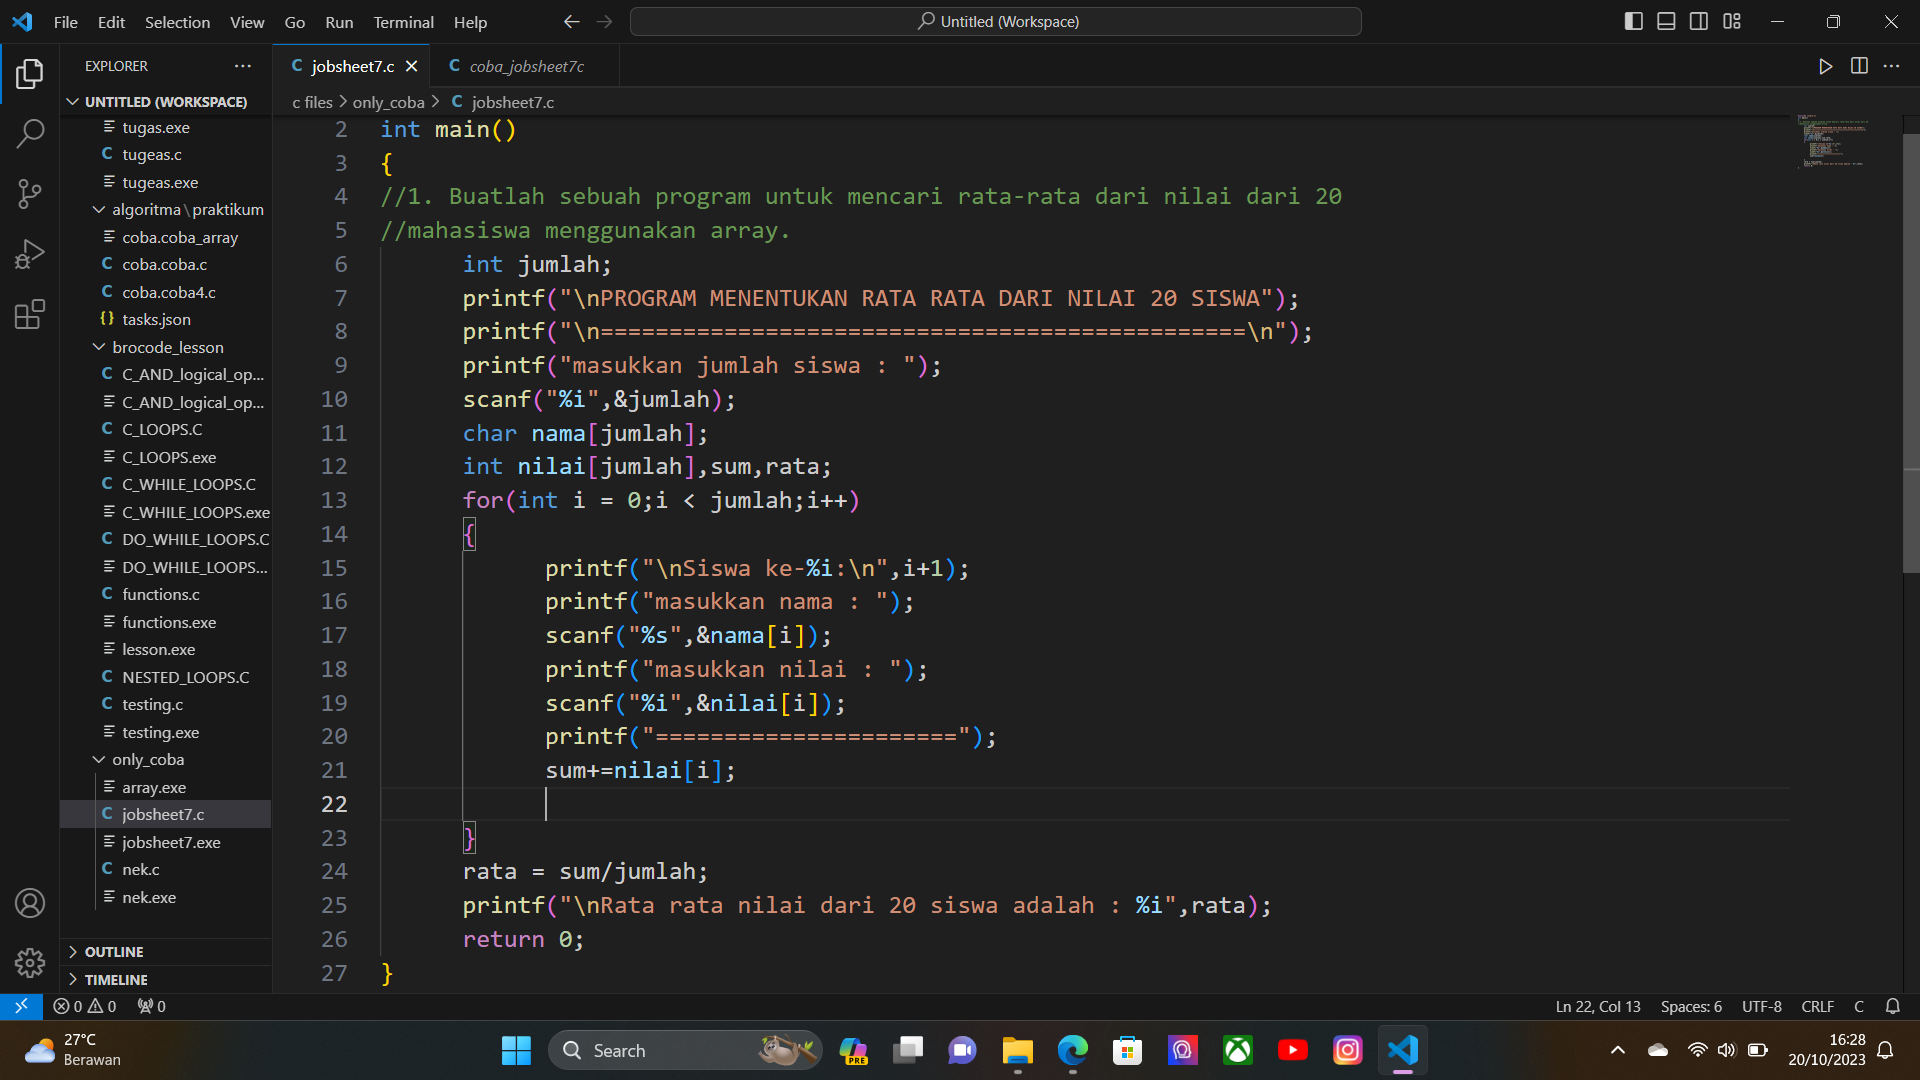 File Edit Selection View Go Run Terminal Help
Untitled (Workspace)
EXPLORER
jobsheet7.c
coba_jobsheet7c
UNTITLED (WORKSPACE)
c files > only_coba > C jobsheet7.c
tugas.exe
tugeas.c
tugeas.exe
algoritma\praktikum
coba.coba_array
coba.coba.c
coba.coba4.c
tasks.json
brocode_lesson
C_AND_logical_op...
C_AND_logical_op...
C_LOOPS.C
C_LOOPS.exe
C_WHILE_LOOPS.C
C_WHILE_LOOPS.exe
DO_WHILE_LOOPS.C
DO_WHILE_LOOPS...
functions.c
functions.exe
lesson.exe
NESTED_LOOPS.C
testing.c
testing.exe
only_coba
array.exe
jobsheet7.c
jobsheet7.exe
nek.c
nek.exe
OUTLINE
TIMELINE
2 int main()
3 {
4 //1. Buatlah sebuah program untuk mencari rata-rata dari nilai dari 20
5 //mahasiswa menggunakan array.
6 int jumlah;
7 printf("\nPROGRAM MENENTUKAN RATA RATA DARI NILAI 20 SISWA");
8 printf("\n===============================================\n");
9 printf("masukkan jumlah siswa : ");
10 scanf("%i",&jumlah);
11 char nama[jumlah];
12 int nilai[jumlah],sum,rata;
13 for(int i = 0;i < jumlah;i++)
14 {
15 printf("\nSiswa ke-%i:\n",i+1);
16 printf("masukkan nama : ");
17 scanf("%s",&nama[i]);
18 printf("masukkan nilai : ");
19 scanf("%i",&nilai[i]);
20 printf("======================");
21 sum+=nilai[i];
22
23 }
24 rata = sum/jumlah;
25 printf("\nRata rata nilai dari 20 siswa adalah : %i",rata);
26 return 0;
27 }
0 0 0
Ln 22, Col 13 Spaces: 6 UTF-8 CRLF C
27°C
Berawan
Search
PRE
16:28
20/10/2023